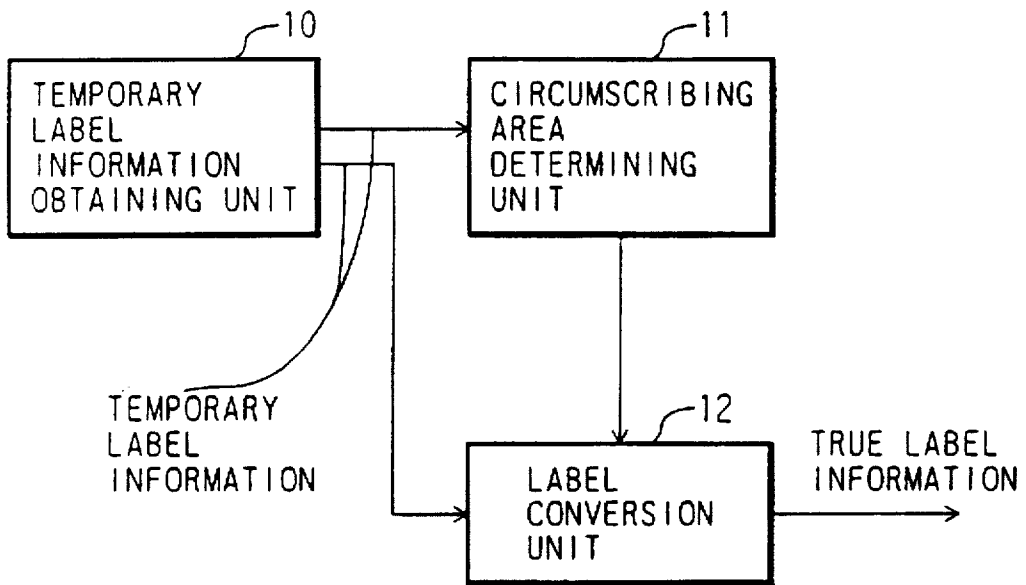 10
TEMPORARY
LABEL
INFORMATION
OBTAINING UNIT
11
CIRCUMSCRIBING
AREA
DETERMINING
UNIT
TEMPORARY
LABEL
INFORMATION
12
LABEL
CONVERSION
UNIT
TRUE LABEL
INFORMATION